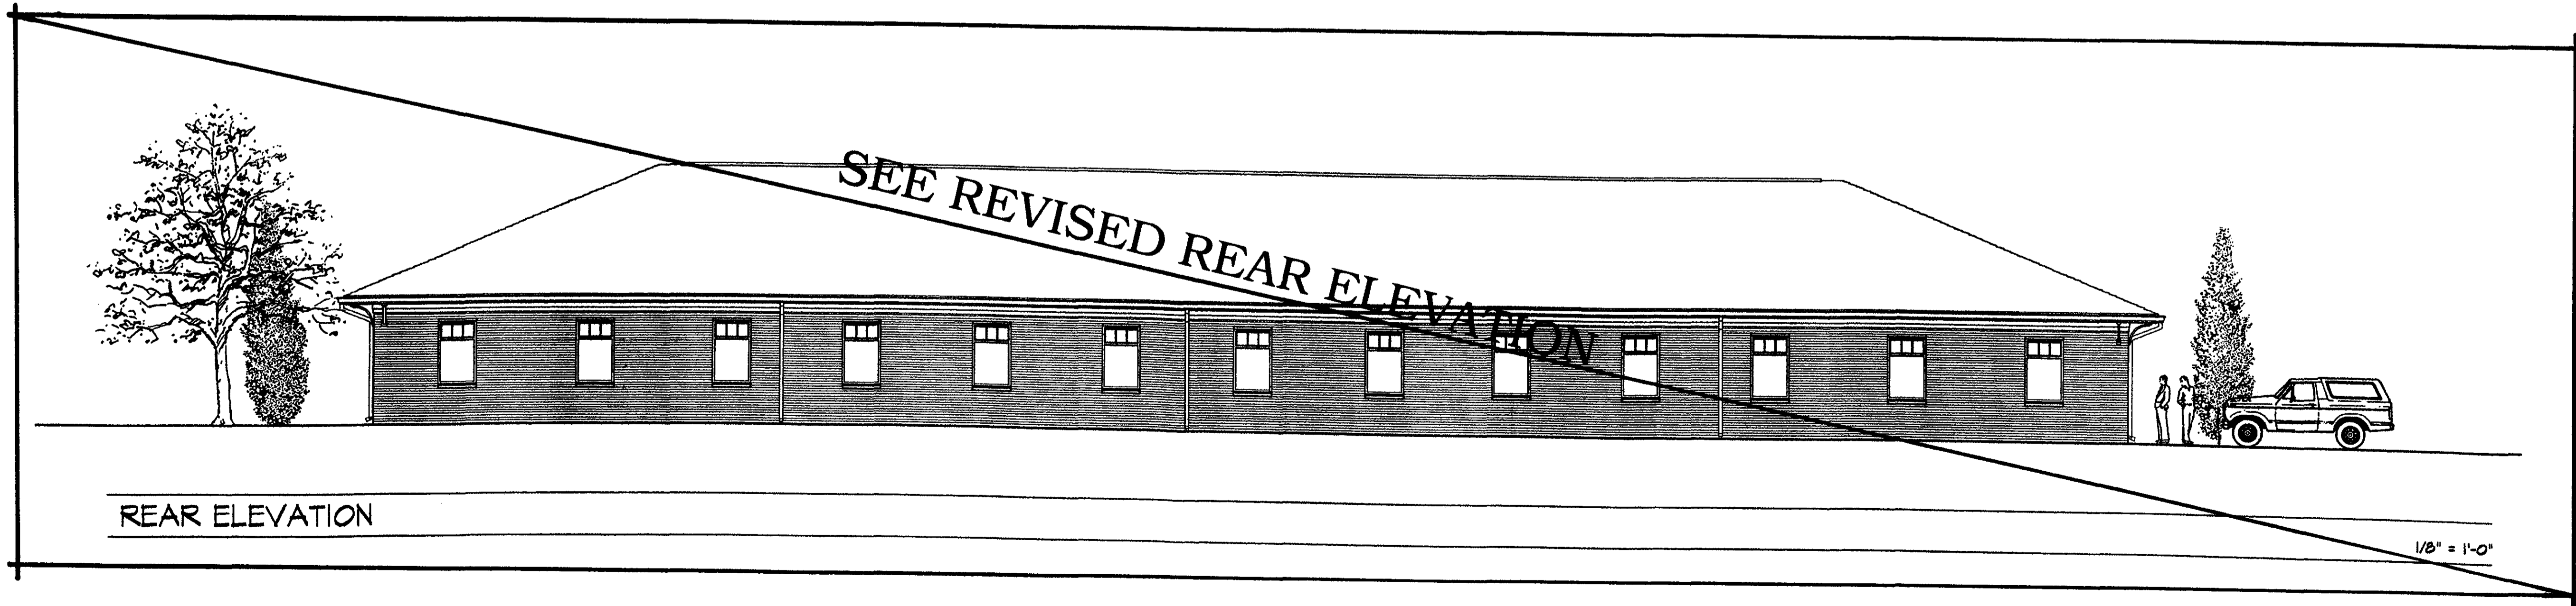 SEE REVISED REAR ELEVATION
REAR ELEVATION
1/8" = 1'-0"